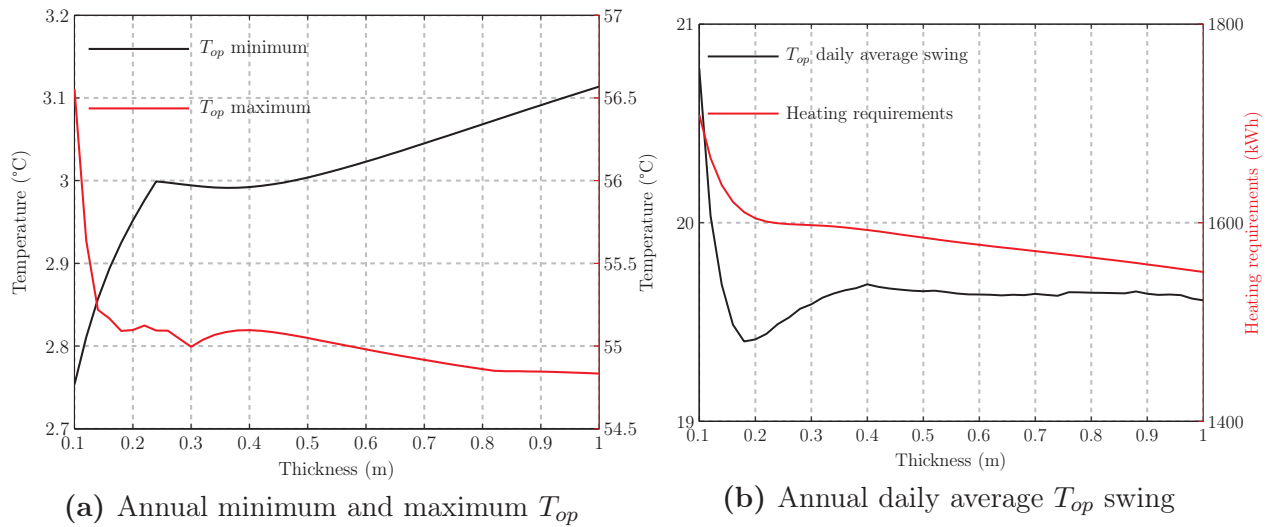 3.2
3.1
3
2.9
2.8
2.7
Temperature (°C)
T_op minimum
T_op maximum
57
56.5
56
55.5
55
54.5
Temperature (°C)
0.1 0.2 0.3 0.4 0.5 0.6 0.7 0.8 0.9 1
Thickness (m)
(a) Annual minimum and maximum T_op
21
20
19
T_op daily average swing
Heating requirements
1800
1600
1400
Heating requirements (kWh)
0.1 0.2 0.3 0.4 0.5 0.6 0.7 0.8 0.9 1
Thickness (m)
(b) Annual daily average T_op swing